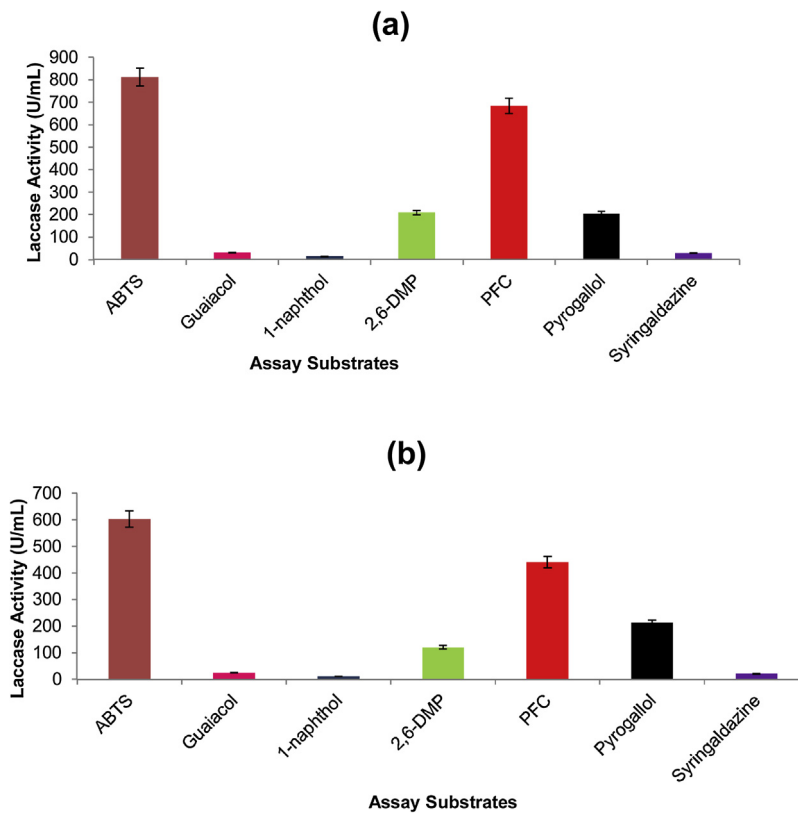 (a)
Laccase Activity (U/mL)
900
800
700
600
500
400
300
200
100
0
ABTS
Guaiacol
1-naphthol
2,6-DMP
PFC
Pyrogallol
Syringaldazine
Assay Substrates
(b)
Laccase Activity (U/mL)
700
600
500
400
300
200
100
0
ABTS
Guaiacol
1-naphthol
2,6-DMP
PFC
Pyrogallol
Syringaldazine
Assay Substrates